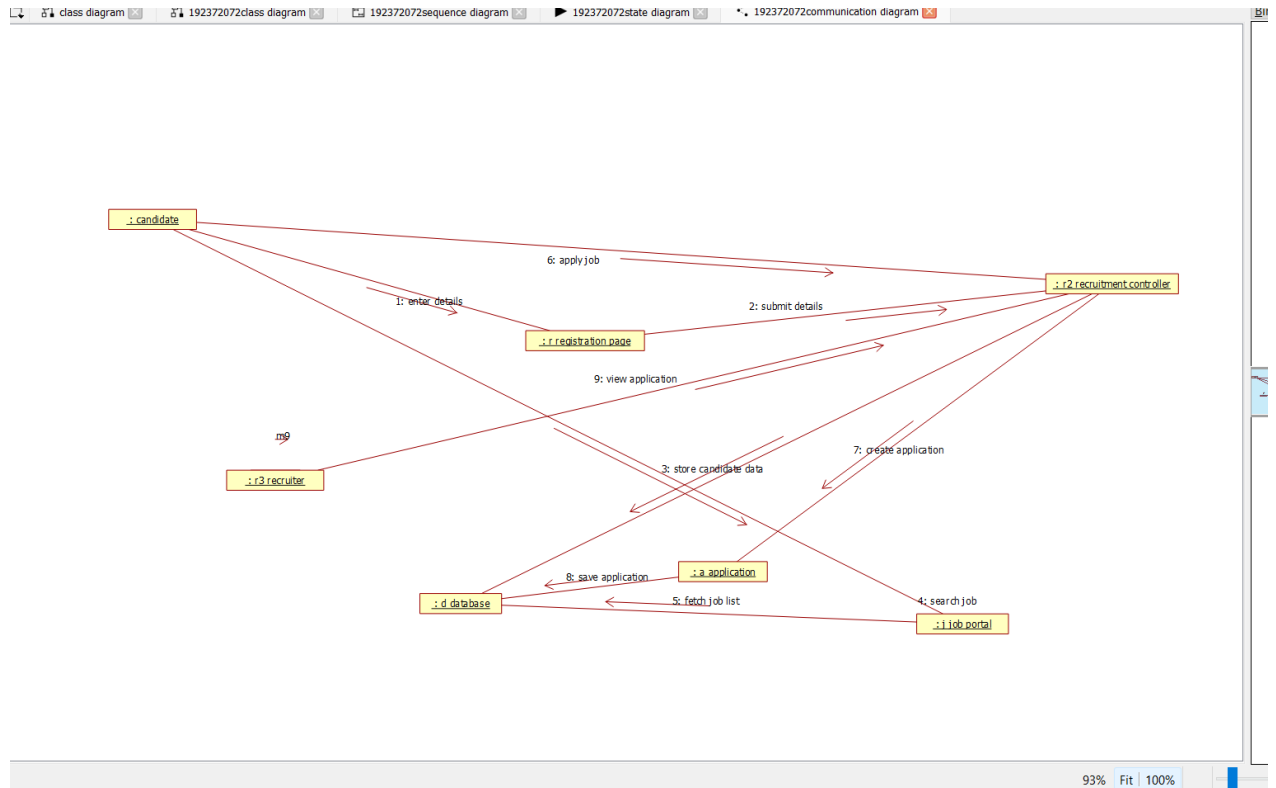 class diagram
192372072class diagram
192372072sequence diagram
192372072state diagram
192372072communication diagram
: candidate
6: apply job
: r2 recruitment controller
1: enter details
2: submit details
: r registration page
9: view application
m9
7: create application
3: store candidate data
: r3 recruiter
: a application
8: save application
: d database
5: fetch job list
4: search job
: j job portal
93% Fit 100%